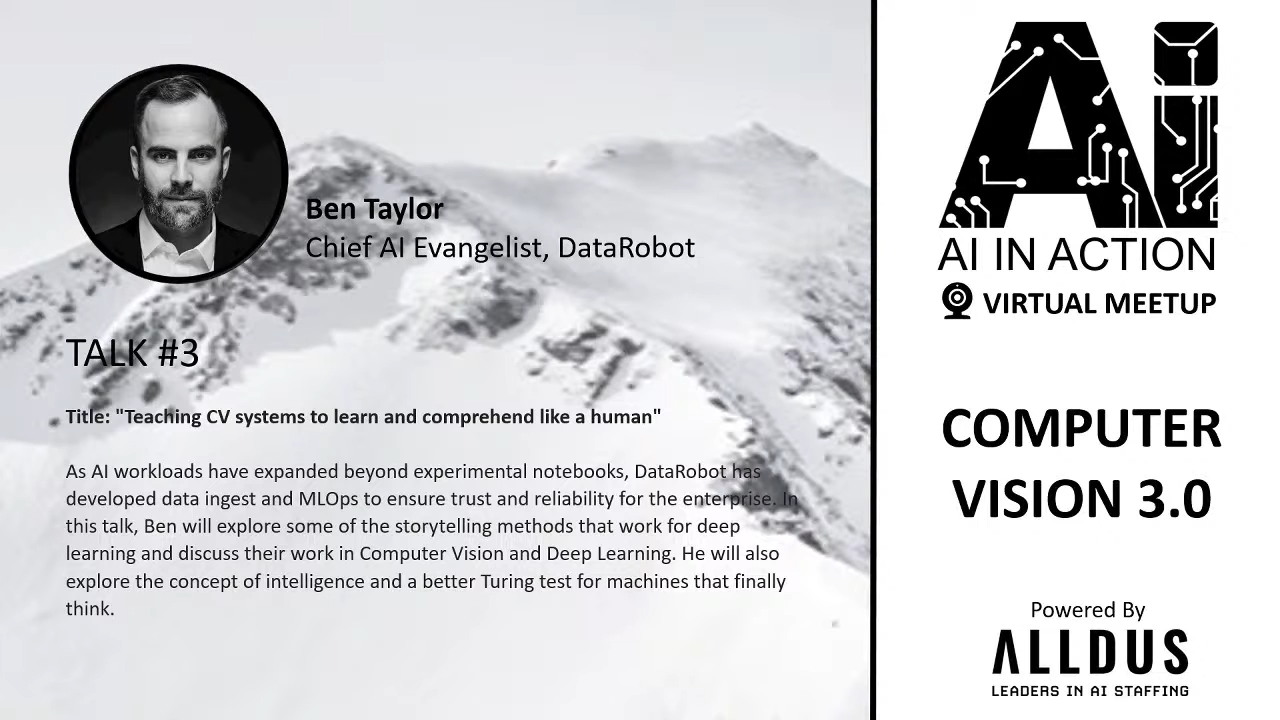 Ben Taylor
Chief AI Evangelist, DataRobot
TALK #3
Title: "Teaching CV systems to learn and comprehend like a human"
As AI workloads have expanded beyond experimental notebooks, DataRobot has
developed data ingest and MLOps to ensure trust and reliability for the enterprise. In
this talk, Ben will explore some of the storytelling methods that work for deep
learning and discuss their work in Computer Vision and Deep Learning. He will also
explore the concept of intelligence and a better Turing test for machines that finally
think.
Ai
AI IN ACTION
VIRTUAL MEETUP
COMPUTER
VISION 3.0
Powered By
ALLDUS
LEADERS IN AI STAFFING